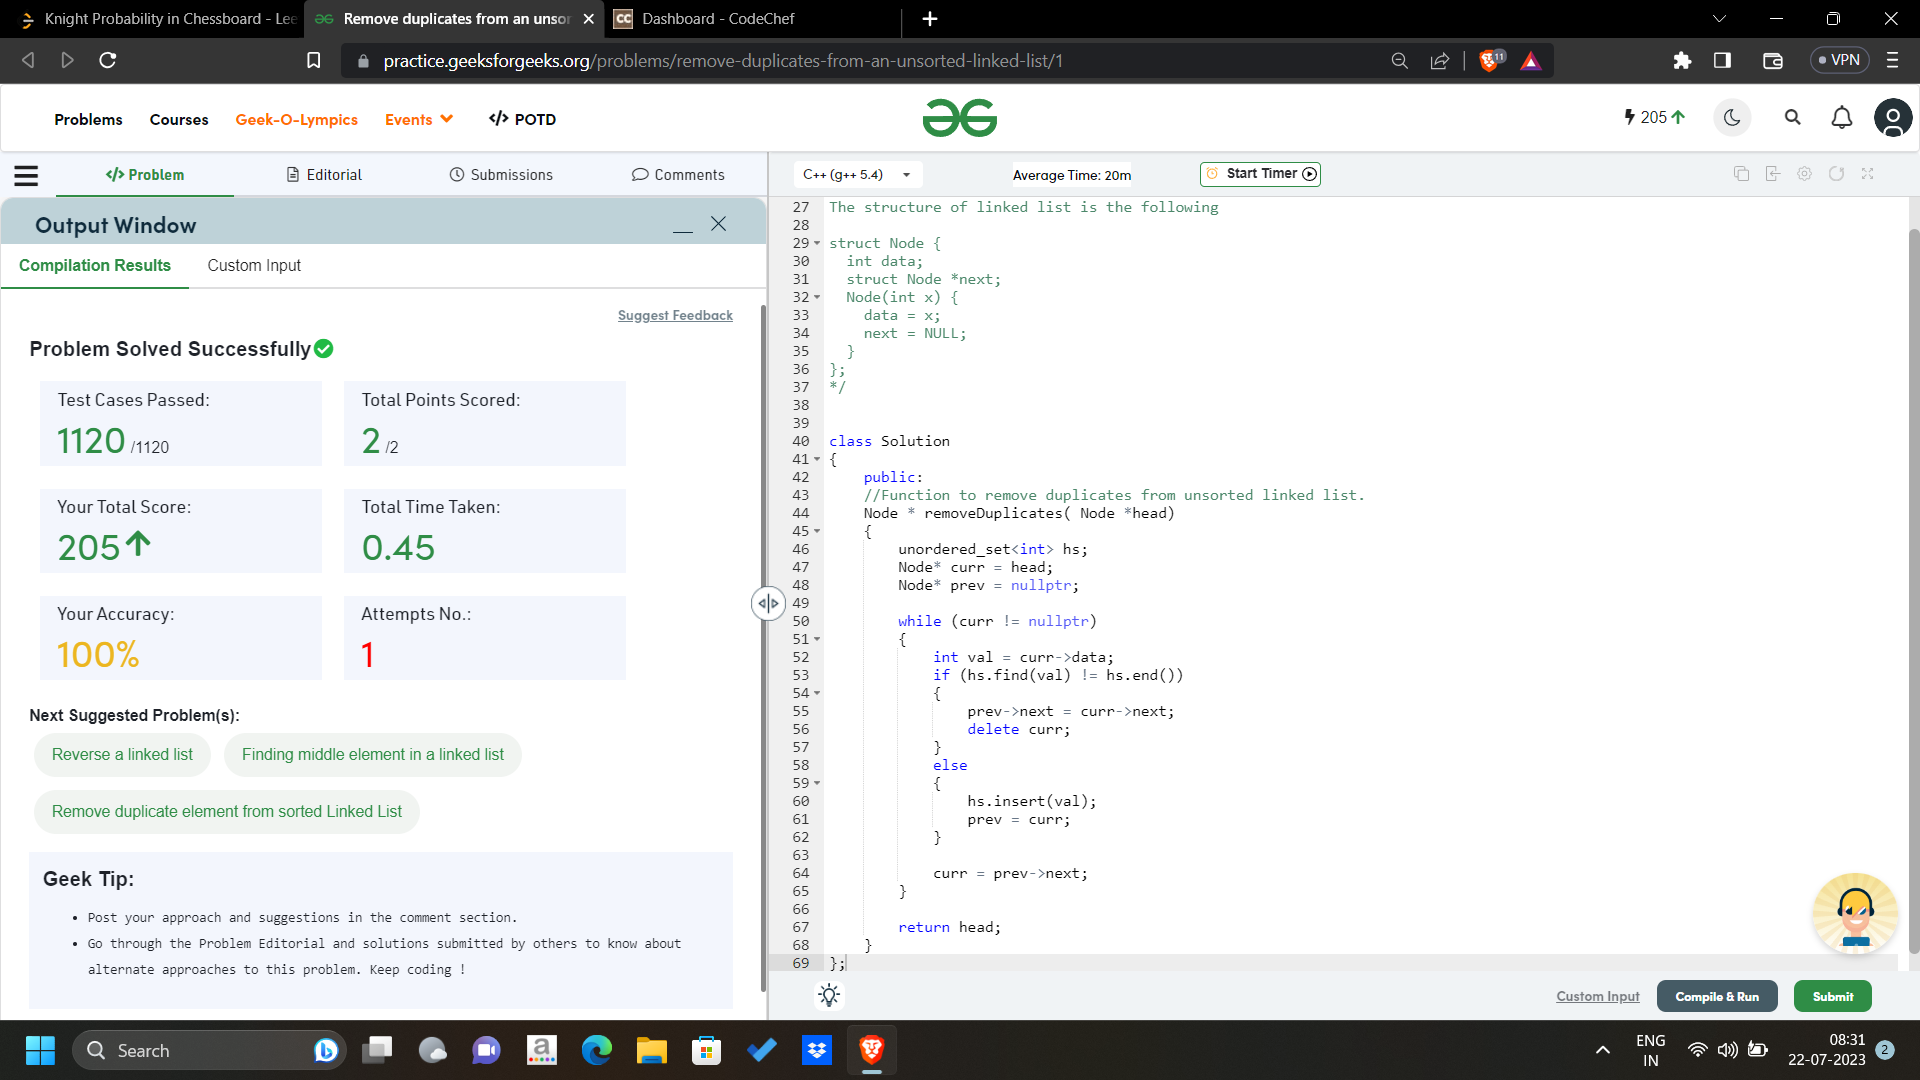 Knight Probability in Chessboard - Lee
Remove duplicates from an unsor
CC Dashboard - CodeChef
practice.geeksforgeeks.org/problems/remove-duplicates-from-an-unsorted-linked-list/1
11
VPN
Problems
Courses
Geek-O-Lympics
Events
</> POTD
205
</> Problem
Editorial
Submissions
Comments
C++ (g++ 5.4)
Average Time: 20m
Start Timer
Output Window
Compilation Results
Custom Input
Suggest Feedback
Problem Solved Successfully
Test Cases Passed:
1120 /1120
Total Points Scored:
2 /2
Your Total Score:
205
Total Time Taken:
0.45
Your Accuracy:
100%
Attempts No.:
1
Next Suggested Problem(s):
Reverse a linked list
Finding middle element in a linked list
Remove duplicate element from sorted Linked List
Geek Tip:
• Post your approach and suggestions in the comment section.
• Go through the Problem Editorial and solutions submitted by others to know about
alternate approaches to this problem. Keep coding !
27 The structure of linked list is the following
28
29 struct Node {
30   int data;
31   struct Node *next;
32   Node(int x) {
33     data = x;
34     next = NULL;
35   }
36 };
37 */
38
39
40 class Solution
41 {
42     public:
43     //Function to remove duplicates from unsorted linked list.
44     Node * removeDuplicates( Node *head)
45     {
46         unordered_set<int> hs;
47         Node* curr = head;
48         Node* prev = nullptr;
49
50         while (curr != nullptr)
51         {
52             int val = curr->data;
53             if (hs.find(val) != hs.end())
54             {
55                 prev->next = curr->next;
56                 delete curr;
57             }
58             else
59             {
60                 hs.insert(val);
61                 prev = curr;
62             }
63
64             curr = prev->next;
65         }
66
67         return head;
68     }
69 };
Custom Input
Compile & Run
Submit
Search
a
ENG
IN
08:31
22-07-2023
2